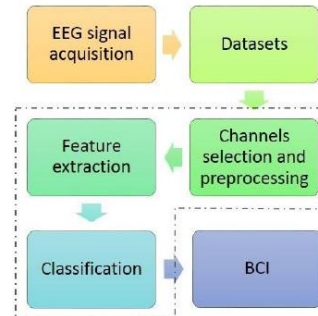 EEG signal
acquisition
Datasets
Channels
selection and
preprocessing
Feature
extraction
Classification
BCI